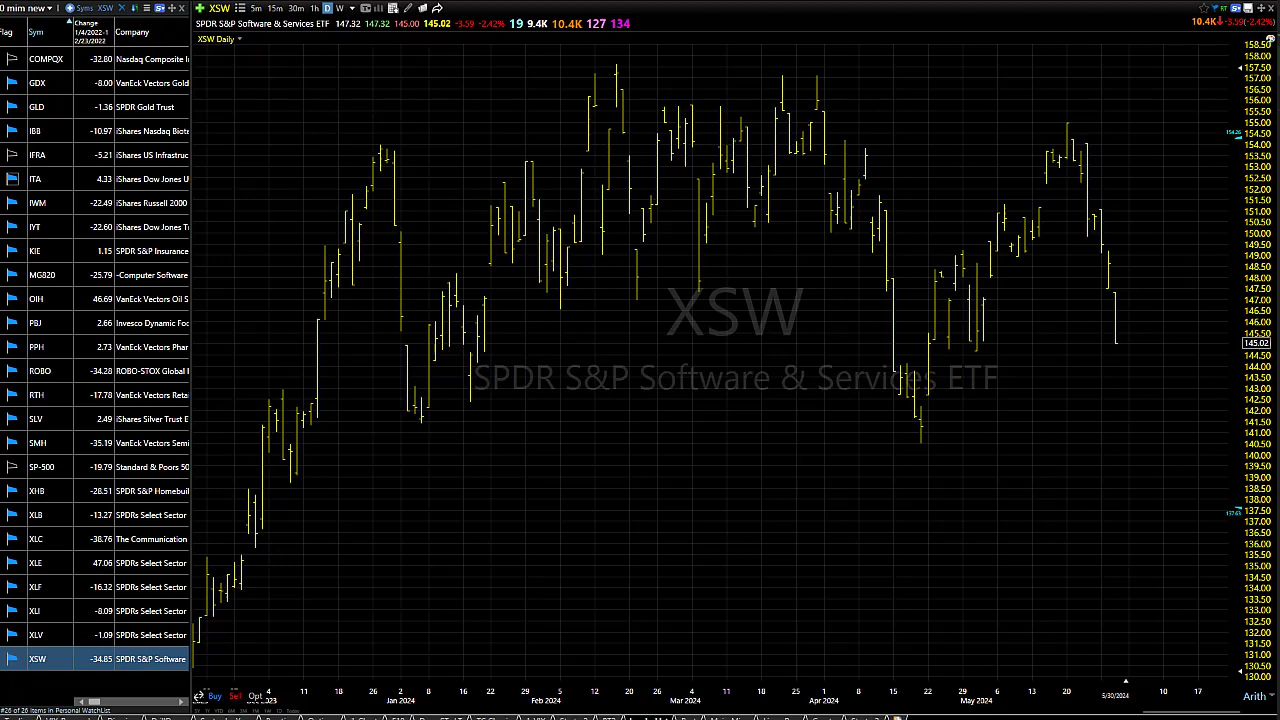 0 mim new Syms XSW
XSW 5m 15m 30m 1h D W
Flag Sym Change 1/4/2022-1 2/23/2022 Company
SPDR S&P Software & Services ETF 147.32 147.32 145.00 145.02 -3.59 -2.42% 19 9.4K 10.4K 127 134
10.4K -3.59(-2.42%)
XSW Daily
COMPQX -32.80 Nasdaq Composite I
GDX -8.00 VanEck Vectors Gold
GLD -1.36 SPDR Gold Trust
IBB -10.97 iShares Nasdaq Biote
IFRA -5.21 iShares US Infrastruc
ITA 4.33 iShares Dow Jones U
IWM -22.49 iShares Russell 2000
IYT -22.60 iShares Dow Jones T
KIE 1.15 SPDR S&P Insurance
MG820 -25.79 -Computer Software
OIH 46.69 VanEck Vectors Oil S
PBJ 2.66 Invesco Dynamic Foo
PPH 2.73 VanEck Vectors Phar
ROBO -34.28 ROBO-STOX Global I
RTH -17.78 VanEck Vectors Retai
SLV 2.49 iShares Silver Trust E
SMH -35.19 VanEck Vectors Semi
SP-500 -19.79 Standard & Poors 50
XHB -28.51 SPDR S&P Homebuil
XLB -13.27 SPDRs Select Sector
XLC -38.76 The Communication
XLE 47.06 SPDRs Select Sector
XLF -16.32 SPDRs Select Sector
XLI -8.09 SPDRs Select Sector
XLV -1.09 SPDRs Select Sector
XSW -34.85 SPDR S&P Software
#26 of 26 items in Personal WatchList
XSW
SPDR S&P Software & Services ETF
158.50
157.50
157.00
156.50
156.00
155.50
155.00
154.50
154.26
154.00
153.50
153.00
152.50
152.00
151.50
151.00
150.50
150.00
149.50
149.00
148.50
148.00
147.50
147.00
146.50
146.00
145.50
145.02
144.50
144.00
143.50
143.00
142.50
142.00
141.50
141.00
140.50
140.00
139.50
139.00
138.50
138.00
137.50
137.63
137.00
136.50
136.00
135.50
135.00
134.50
134.00
133.50
133.00
132.50
132.00
131.50
131.00
130.50
130.00
Buy Sell Opt
4 11 18 26 2 8 16 22 29 5 12 20 26 4 11 18 25 1 8 15 22 29 6 13 20 10 17
Dec 2023 Jan 2024 Feb 2024 Mar 2024 Apr 2024 May 2024 5/30/2024
Arith